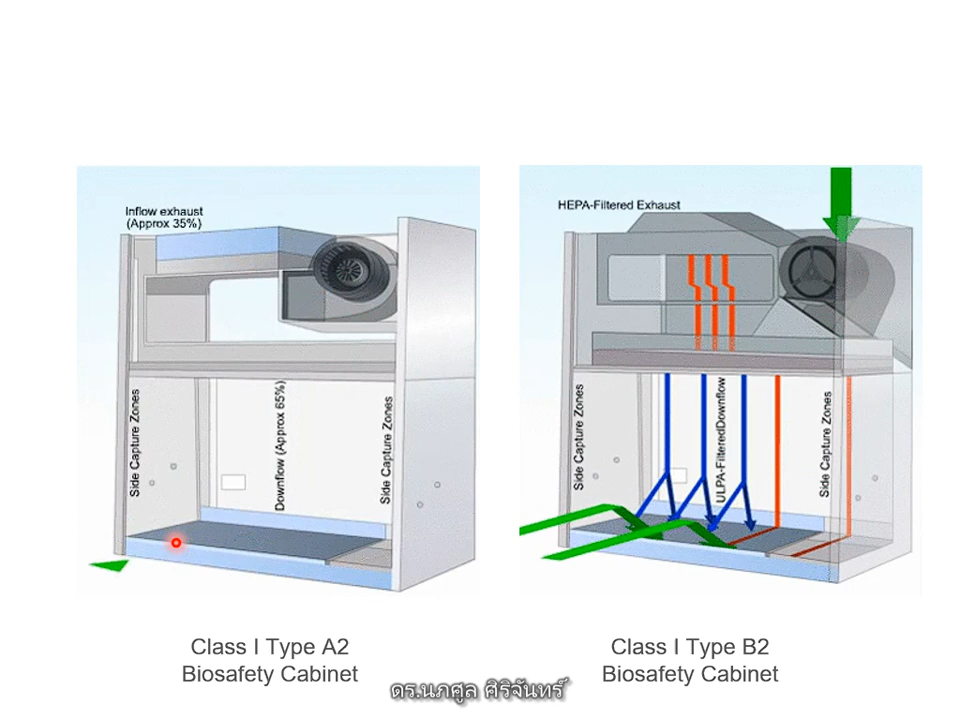 Inflow exhaust
(Approx 35%)
Side Capture Zones
Downflow (Approx 65%)
Side Capture Zones
HEPA-Filtered Exhaust
Side Capture Zones
ULPA-FilteredDownflow
Side Capture Zones
Class I Type A2
Biosafety Cabinet
Class I Type B2
Biosafety Cabinet
ดร.นภศูล ศิริจันทร์